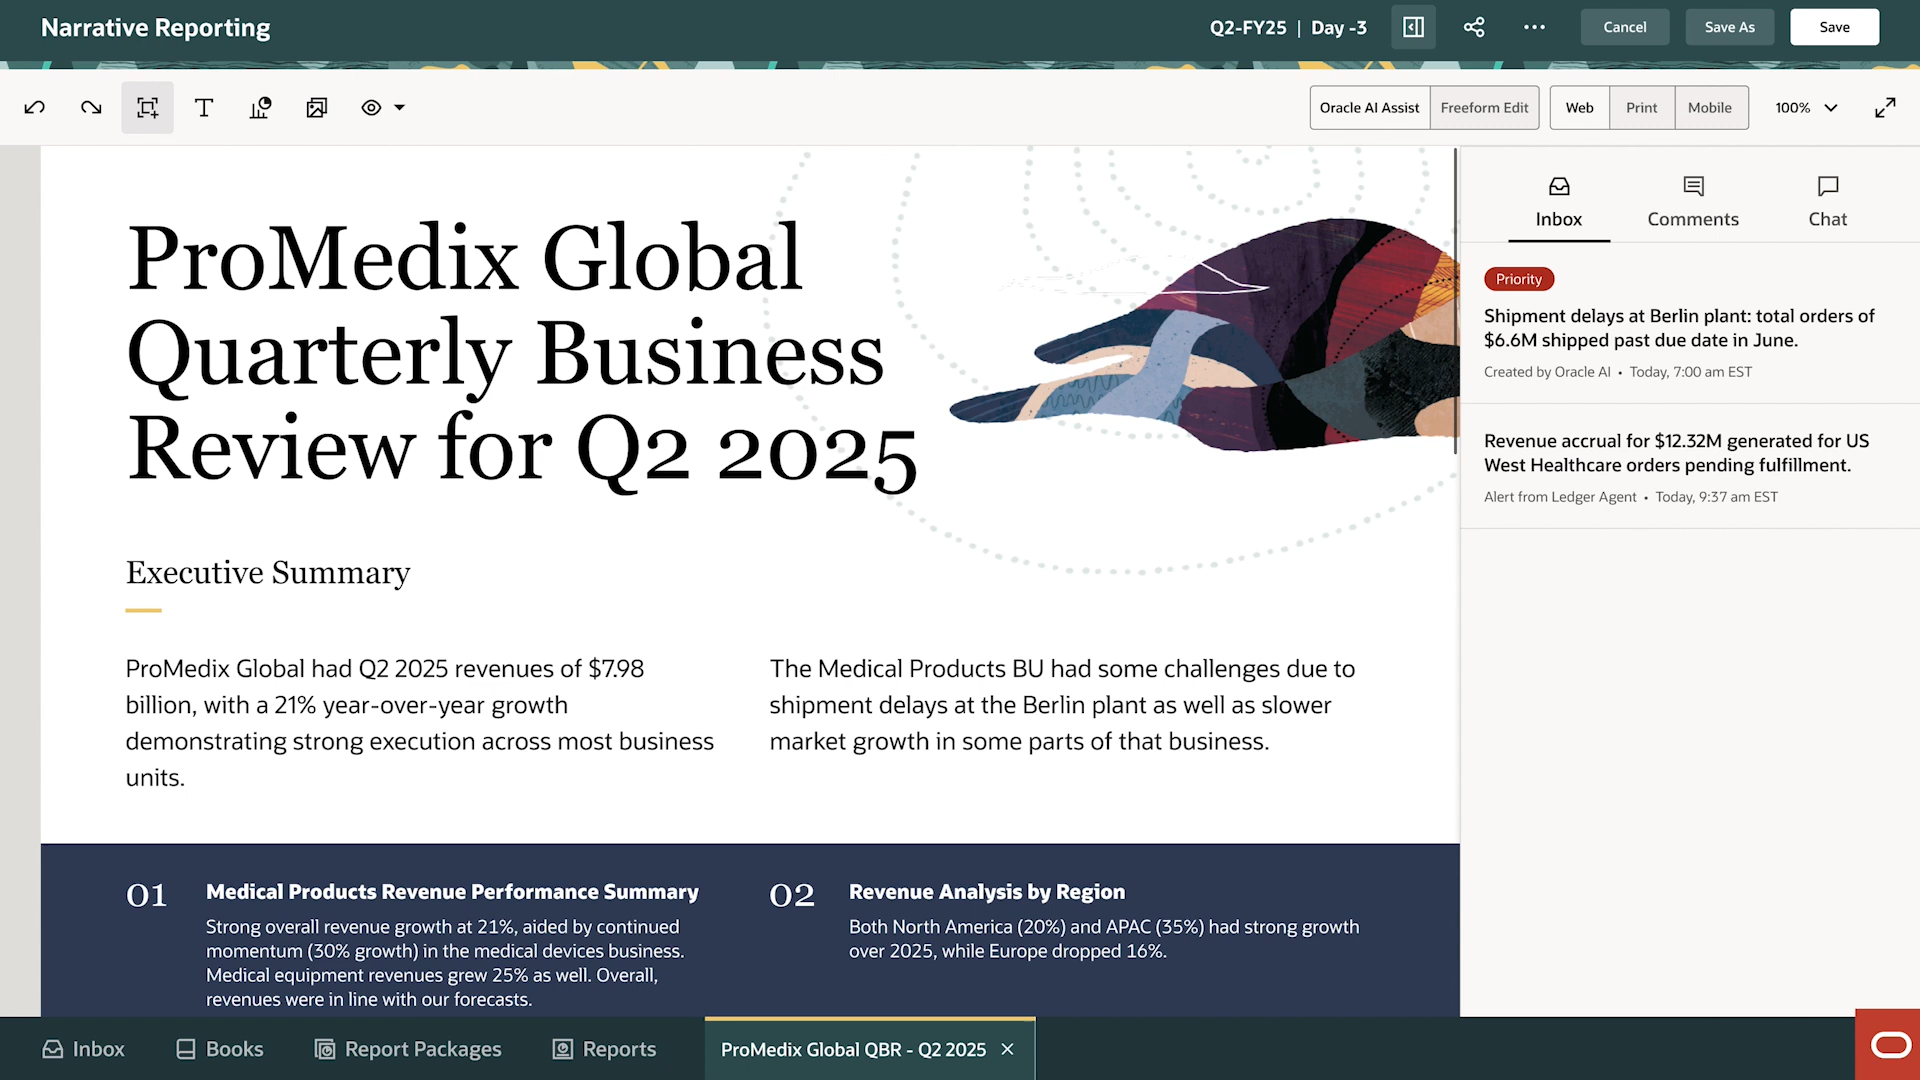 Narrative Reporting
Q2-FY25 | Day -3
Cancel
Save As
Save
Oracle AI Assist
Freeform Edit
Web
Print
Mobile
100%
ProMedix Global
Quarterly Business
Review for Q2 2025
Executive Summary
ProMedix Global had Q2 2025 revenues of $7.98
billion, with a 21% year-over-year growth
demonstrating strong execution across most business
units.
The Medical Products BU had some challenges due to
shipment delays at the Berlin plant as well as slower
market growth in some parts of that business.
01
Medical Products Revenue Performance Summary
Strong overall revenue growth at 21%, aided by continued
momentum (30% growth) in the medical devices business.
Medical equipment revenues grew 25% as well. Overall,
revenues were in line with our forecasts.
02
Revenue Analysis by Region
Both North America (20%) and APAC (35%) had strong growth
over 2025, while Europe dropped 16%.
Inbox
Comments
Chat
Priority
Shipment delays at Berlin plant: total orders of
$6.6M shipped past due date in June.
Created by Oracle AI • Today, 7:00 am EST
Revenue accrual for $12.32M generated for US
West Healthcare orders pending fulfillment.
Alert from Ledger Agent • Today, 9:37 am EST
Inbox
Books
Report Packages
Reports
ProMedix Global QBR - Q2 2025